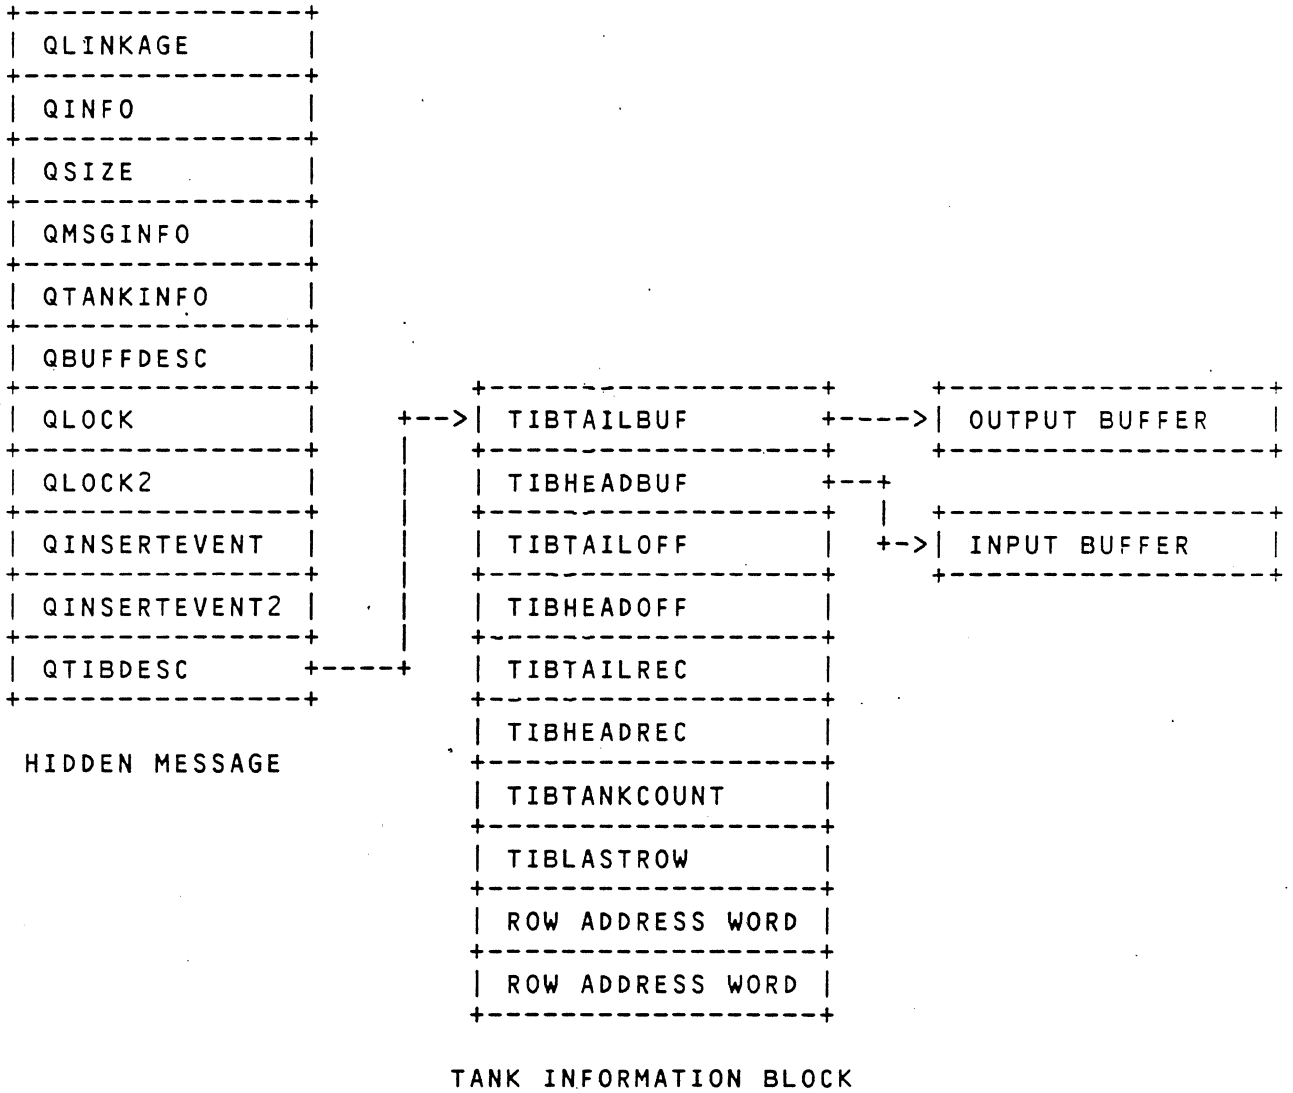 QLINKAGE
QINFO
QSIZE
QMSGINFO
QTANKINFO
QBUFFDESC
QLOCK
QLOCK2
QINSERTEVENT
QINSERTEVENT2
QTIBDESC
HIDDEN MESSAGE
TIBTAILBUF
TIBHEADBUF
TIBTAILOFF
TIBHEADOFF
TIBTAILREC
TIBHEADREC
TIBTANKCOUNT
TIBLASTROW
ROW ADDRESS WORD
ROW ADDRESS WORD
TANK INFORMATION BLOCK
OUTPUT BUFFER
INPUT BUFFER